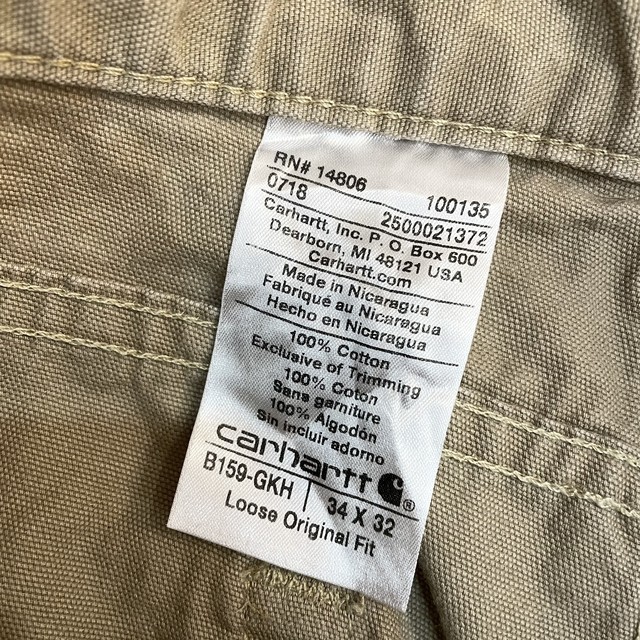 RN# 14806 100135
0718 2500021372
Carhartt, Inc. P. O. Box 600
Dearborn, MI 48121 USA
Carhartt.com
Made in Nicaragua
Fabriqué au Nicaragua
Hecho en Nicaragua
100% Cotton
Exclusive of Trimming
100% Coton
Sans garniture
100% Algodón
Sin incluir adorno
carhartt ®
B159-GKH | 34 X 32
Loose Original Fit